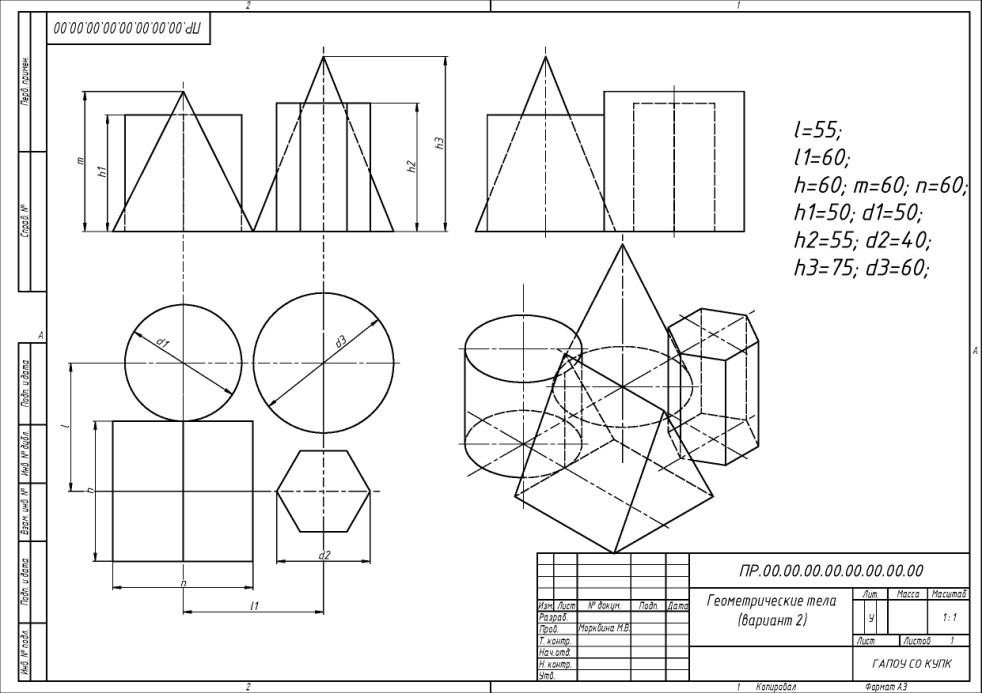 2
1
ПР.00.00.00.00.00.00.00.00
Перв. примен.
Справ. №
Подп. и дата
Инв. № дубл.
Взам. инв. №
Подп. и дата
Инв. № подл.
А
А
m
h1
h2
h3
l=55;
l1=60;
h=60; m=60; n=60;
h1=50; d1=50;
h2=55; d2=40;
h3=75; d3=60;
d1
d3
l
h
d2
n
l1
ПР.00.00.00.00.00.00.00.00
Изм. Лист № докум. Подп. Дата
Разраб.
Пров. Морквина М.В.
Т. контр.
Нач.отд.
Н. контр.
Утв.
Геометрические тела
(вариант 2)
Лит. Масса Масштаб
У 1:1
Лист Листов 1
ГАПОУ СО КУПК
2
1 Копировал Формат А3